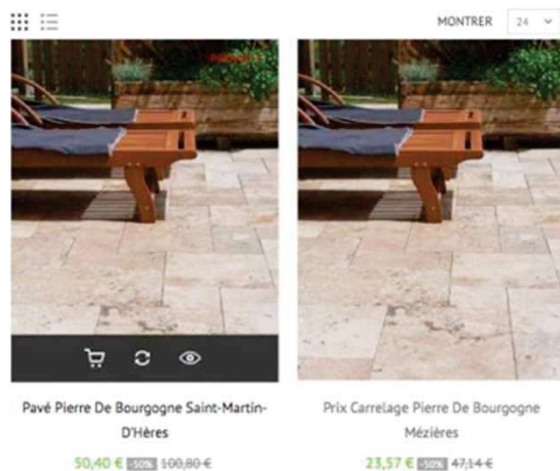 MONTRER 24
Pavé Pierre De Bourgogne Saint-Martin-
D'Hères
50,40 € -50% 100,80 €
Prix Carrelage Pierre De Bourgogne
Mézières
23,57 € -50% 47,14 €